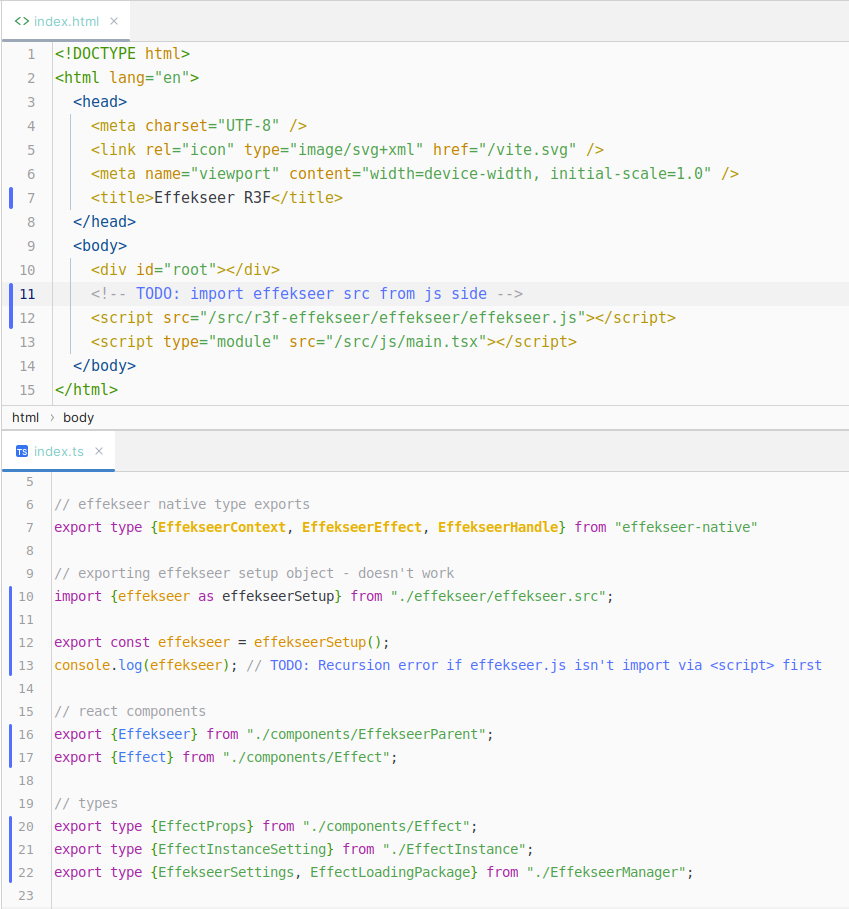 <> index.html ×
1 <!DOCTYPE html>
2 <html lang="en">
3   <head>
4     <meta charset="UTF-8" />
5     <link rel="icon" type="image/svg+xml" href="/vite.svg" />
6     <meta name="viewport" content="width=device-width, initial-scale=1.0" />
7     <title>Effekseer R3F</title>
8   </head>
9   <body>
10     <div id="root"></div>
11     <!-- TODO: import effekseer src from js side -->
12     <script src="/src/r3f-effekseer/effekseer/effekseer.js"></script>
13     <script type="module" src="/src/js/main.tsx"></script>
14   </body>
15 </html>
html › body
TS index.ts ×
5
6 // effekseer native type exports
7 export type {EffekseerContext, EffekseerEffect, EffekseerHandle} from "effekseer-native"
8
9 // exporting effekseer setup object - doesn't work
10 import {effekseer as effekseerSetup} from "./effekseer/effekseer.src";
11
12 export const effekseer = effekseerSetup();
13 console.log(effekseer); // TODO: Recursion error if effekseer.js isn't import via <script> first
14
15 // react components
16 export {Effekseer} from "./components/EffekseerParent";
17 export {Effect} from "./components/Effect";
18
19 // types
20 export type {EffectProps} from "./components/Effect";
21 export type {EffectInstanceSetting} from "./EffectInstance";
22 export type {EffekseerSettings, EffectLoadingPackage} from "./EffekseerManager";
23